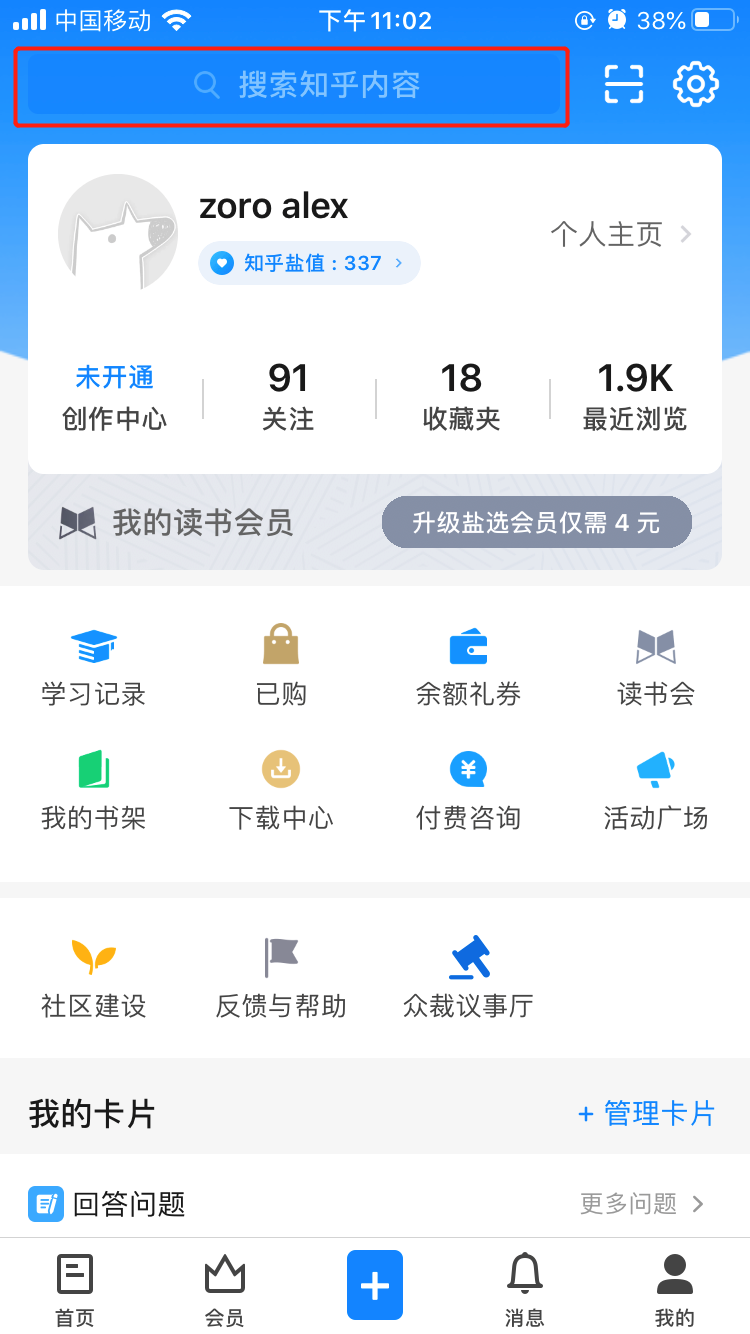 中国移动 下午11:02 38%
搜索知乎内容
zoro alex
个人主页
知乎盐值：337
未开通 91 18 1.9K
创作中心 关注 收藏夹 最近浏览
我的读书会员 升级盐选会员仅需 4 元
学习记录 已购 余额礼券 读书会
我的书架 下载中心 付费咨询 活动广场
社区建设 反馈与帮助 众裁议事厅
我的卡片 + 管理卡片
回答问题 更多问题
首页 会员 消息 我的